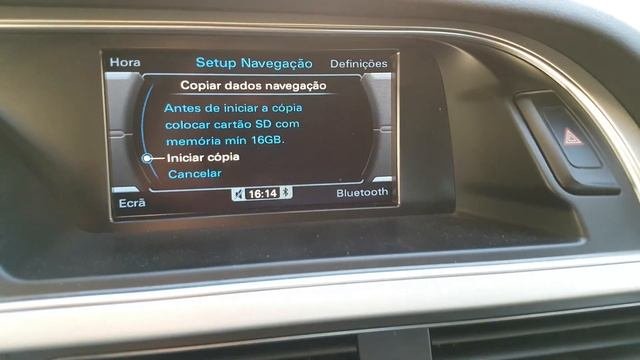 Hora Setup Navegação Definições
Copiar dados navegação
Antes de iniciar a cópia
colocar cartão SD com
memória mín 16GB.
Iniciar cópia
Cancelar
Ecrã 16:14 Bluetooth